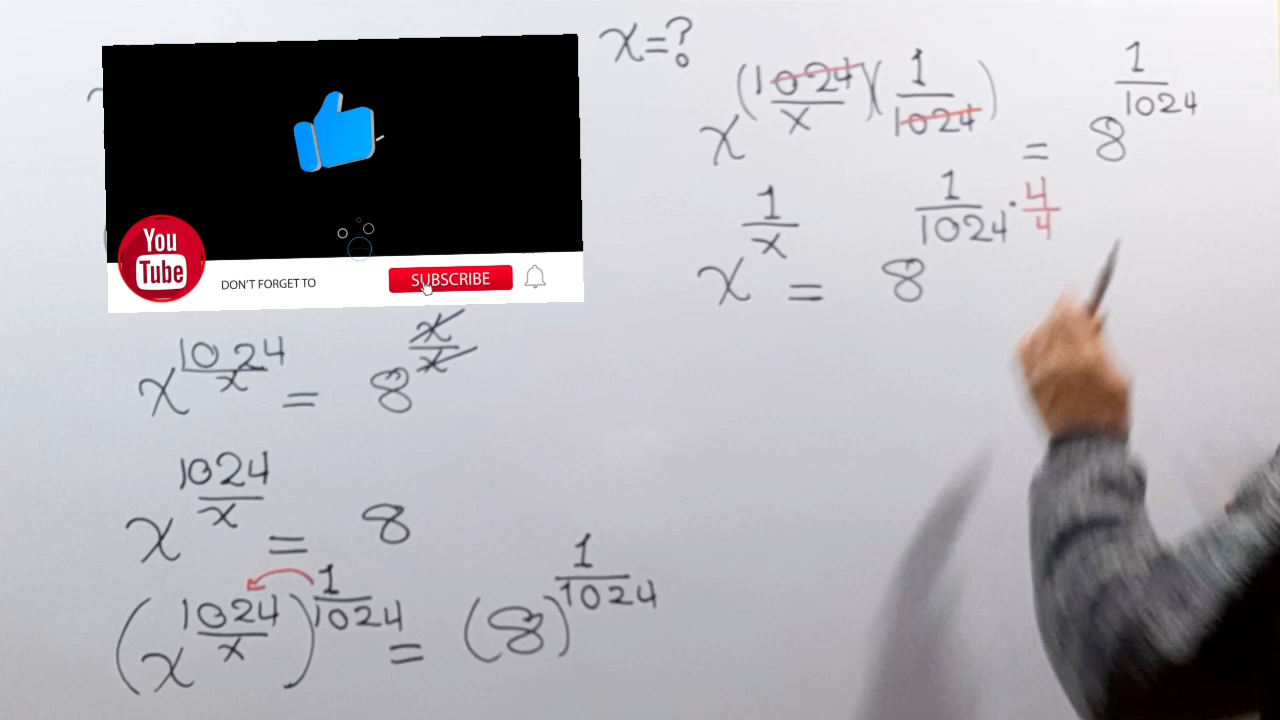 x=?
x^(1024/x)(1/1024) = 8^1/1024
x^1/x = 8^1/1024 · 4/4
You
Tube
DON'T FORGET TO
SUBSCRIBE
x^1024/x = 8^x/x
x^1024/x = 8
(x^1024/x)^1/1024 = (8)^1/1024